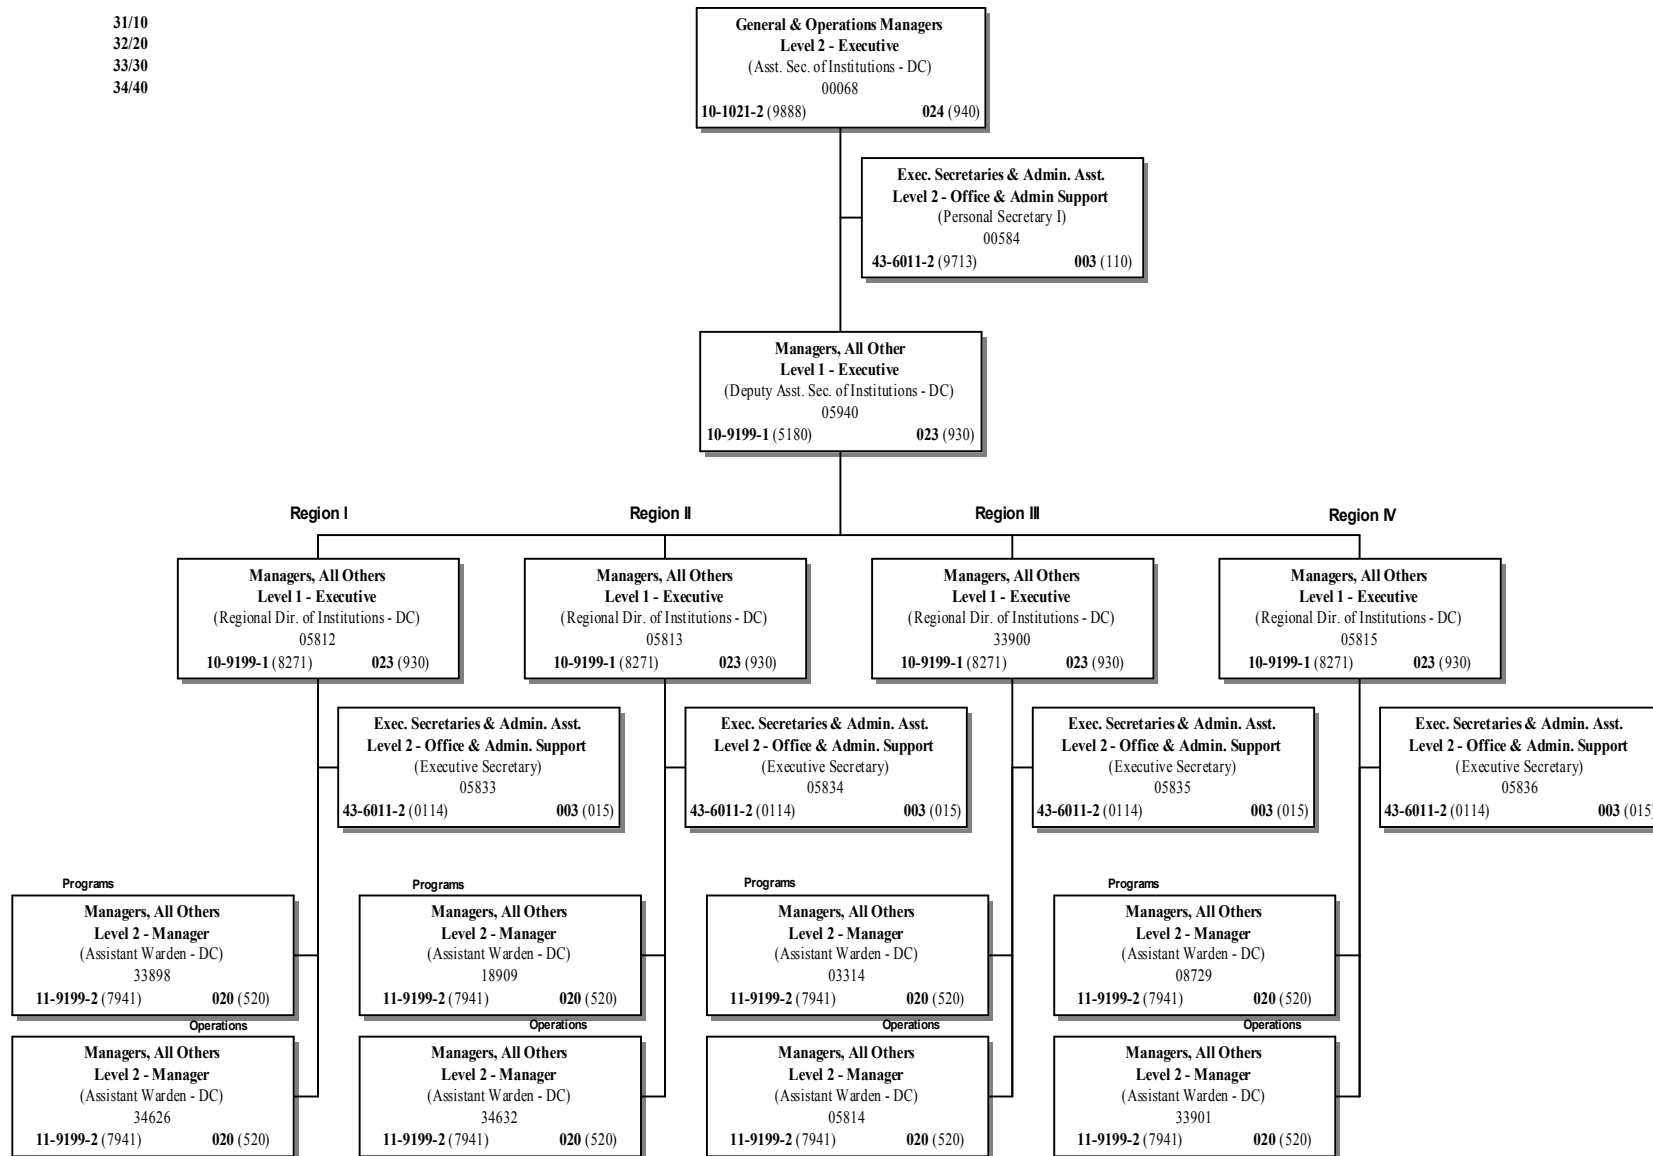 31/10
32/20
33/30
34/40
General & Operations Managers
Level 2 - Executive
(Asst. Sec. of Institutions - DC)
00068
10-1021-2 (9888) 024 (940)
Exec. Secretaries & Admin. Asst.
Level 2 - Office & Admin Support
(Personal Secretary I)
00584
43-6011-2 (9713) 003 (110)
Managers, All Other
Level 1 - Executive
(Deputy Asst. Sec. of Institutions - DC)
05940
10-9199-1 (5180) 023 (930)
Region I
Region II
Region III
Region IV
Managers, All Others
Level 1 - Executive
(Regional Dir. of Institutions - DC)
05812
10-9199-1 (8271) 023 (930)
Managers, All Others
Level 1 - Executive
(Regional Dir. of Institutions - DC)
05813
10-9199-1 (8271) 023 (930)
Managers, All Others
Level 1 - Executive
(Regional Dir. of Institutions - DC)
33900
10-9199-1 (8271) 023 (930)
Managers, All Others
Level 1 - Executive
(Regional Dir. of Institutions - DC)
05815
10-9199-1 (8271) 023 (930)
Exec. Secretaries & Admin. Asst.
Level 2 - Office & Admin. Support
(Executive Secretary)
05833
43-6011-2 (0114) 003 (015)
Exec. Secretaries & Admin. Asst.
Level 2 - Office & Admin. Support
(Executive Secretary)
05834
43-6011-2 (0114) 003 (015)
Exec. Secretaries & Admin. Asst.
Level 2 - Office & Admin. Support
(Executive Secretary)
05835
43-6011-2 (0114) 003 (015)
Exec. Secretaries & Admin. Asst.
Level 2 - Office & Admin. Support
(Executive Secretary)
05836
43-6011-2 (0114) 003 (015)
Programs
Managers, All Others
Level 2 - Manager
(Assistant Warden - DC)
33898
11-9199-2 (7941) 020 (520)
Programs
Managers, All Others
Level 2 - Manager
(Assistant Warden - DC)
18909
11-9199-2 (7941) 020 (520)
Programs
Managers, All Others
Level 2 - Manager
(Assistant Warden - DC)
03314
11-9199-2 (7941) 020 (520)
Programs
Managers, All Others
Level 2 - Manager
(Assistant Warden - DC)
08729
11-9199-2 (7941) 020 (520)
Operations
Managers, All Others
Level 2 - Manager
(Assistant Warden - DC)
34626
11-9199-2 (7941) 020 (520)
Operations
Managers, All Others
Level 2 - Manager
(Assistant Warden - DC)
34632
11-9199-2 (7941) 020 (520)
Operations
Managers, All Others
Level 2 - Manager
(Assistant Warden - DC)
05814
11-9199-2 (7941) 020 (520)
Operations
Managers, All Others
Level 2 - Manager
(Assistant Warden - DC)
33901
11-9199-2 (7941) 020 (520)